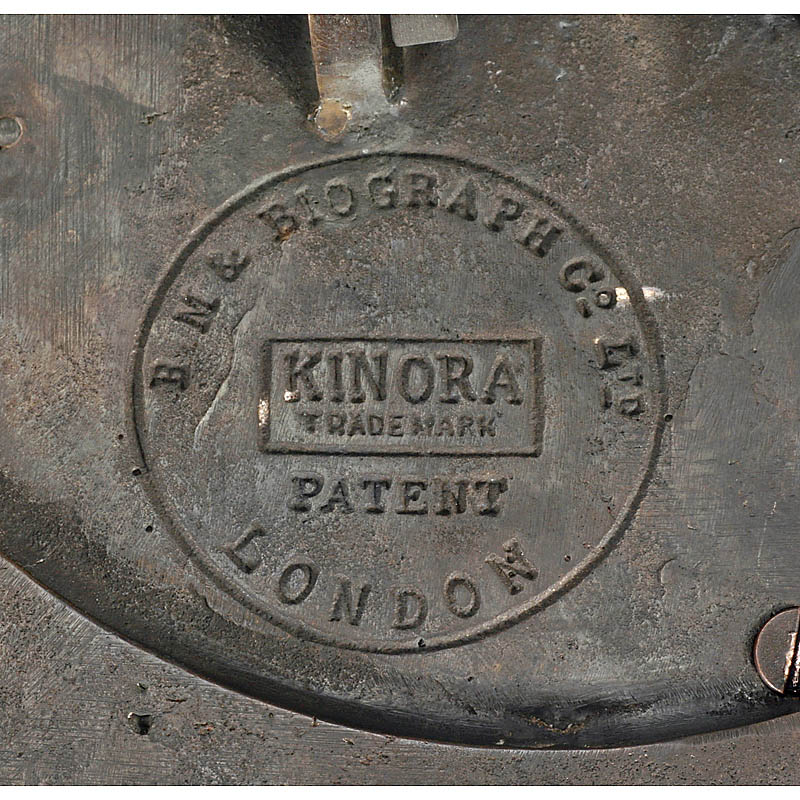 B M & BIOGRAPH Co LTD
KINORA
TRADE MARK
PATENT
LONDON